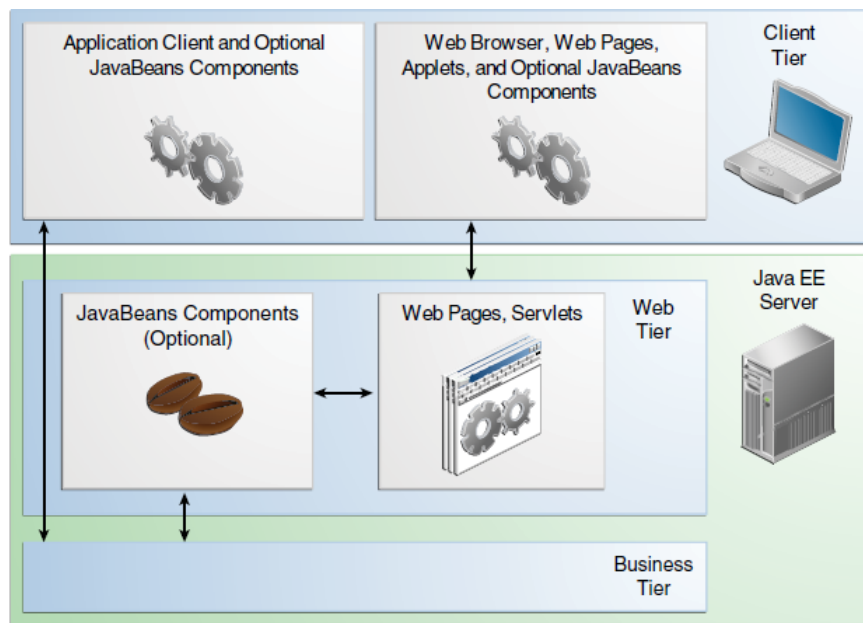 Application Client and Optional
JavaBeans Components
Web Browser, Web Pages,
Applets, and Optional JavaBeans
Components
Client
Tier
JavaBeans Components
(Optional)
Web Pages, Servlets
Web
Tier
Java EE
Server
Business
Tier